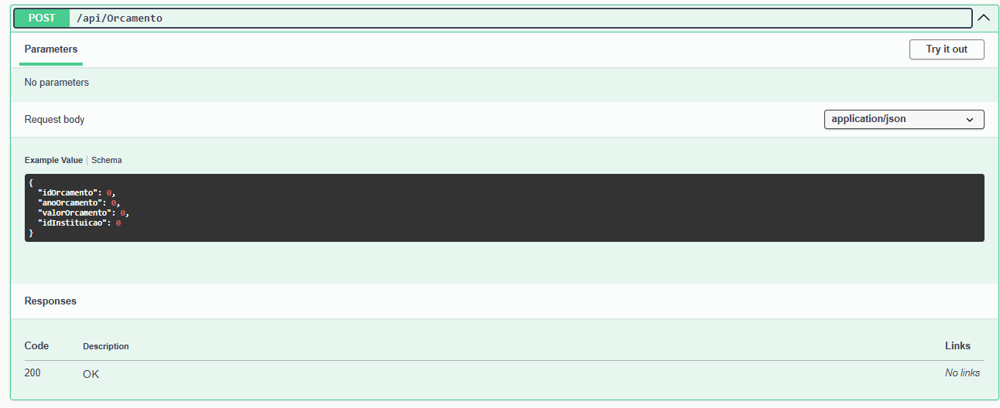 POST /api/Orcamento
Parameters
Try it out
No parameters
Request body
application/json
Example Value
Schema
{
"idOrcamento": 0,
"anoOrcamento": 0,
"valorOrcamento": 0,
"idInstituicao": 0
}
Responses
Code Description Links
200 OK No links